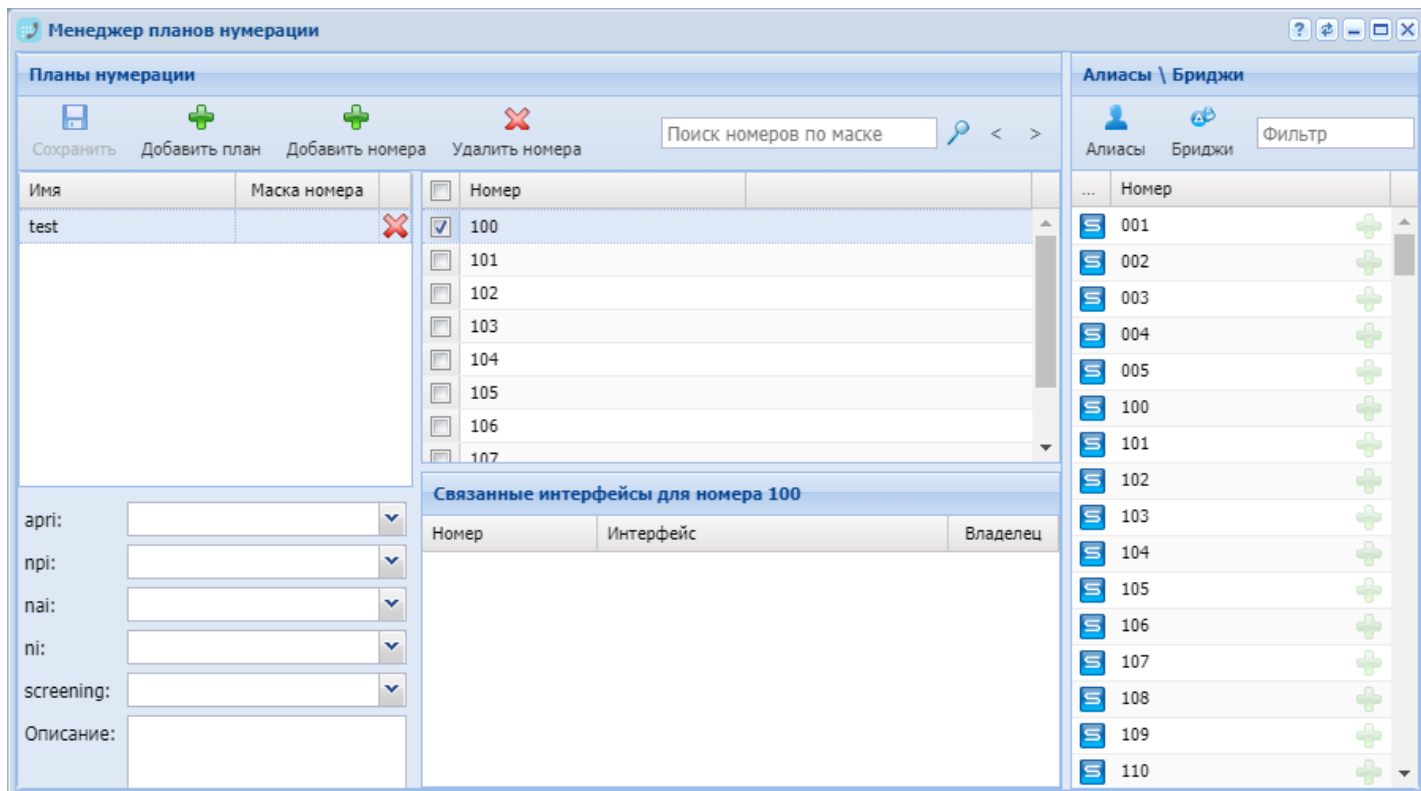 Менеджер планов нумерации
Планы нумерации
Сохранить Добавить план Добавить номера Удалить номера Поиск номеров по маске < >
Имя Маска номера
test
Номер
100
101
102
103
104
105
106
107
apri:
npi:
nai:
ni:
screening:
Описание:
Связанные интерфейсы для номера 100
Номер Интерфейс Владелец
Алиасы \ Бриджи
Алиасы Бриджи Фильтр
... Номер
001
002
003
004
005
100
101
102
103
104
105
106
107
108
109
110